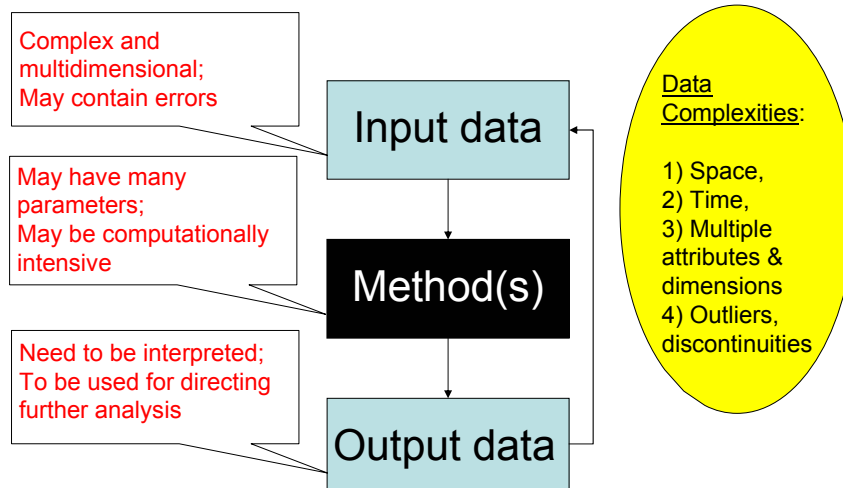 Complex and
multidimensional;
May contain errors
Input data
May have many
parameters;
May be computationally
intensive
Method(s)
Need to be interpreted;
To be used for directing
further analysis
Output data
Data
Complexities:
1) Space,
2) Time,
3) Multiple
attributes &
dimensions
4) Outliers,
discontinuities